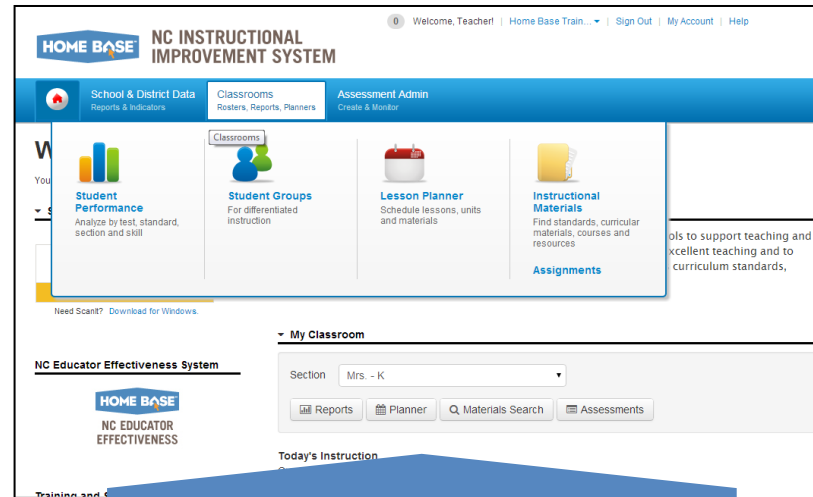 0 Welcome, Teacher! | Home Base Train... | Sign Out | My Account | Help
HOME BASE
NC INSTRUCTIONAL
IMPROVEMENT SYSTEM
School & District Data
Reports & Indicators
Classrooms
Rosters, Reports, Planners
Assessment Admin
Create & Monitor
Classrooms
W
You
Student
Performance
Analyze by test, standard,
section and skill
Student Groups
For differentiated
instruction
Lesson Planner
Schedule lessons, units
and materials
Instructional
Materials
Find standards, curricular
materials, courses and
resources
Assignments
ols to support teaching and
xcellent teaching and to
curriculum standards,
Need ScanIt? Download for Windows.
My Classroom
NC Educator Effectiveness System
Section Mrs. - K
HOME BASE
NC EDUCATOR
EFFECTIVENESS
Reports Planner Materials Search Assessments
Today's Instruction
Training and